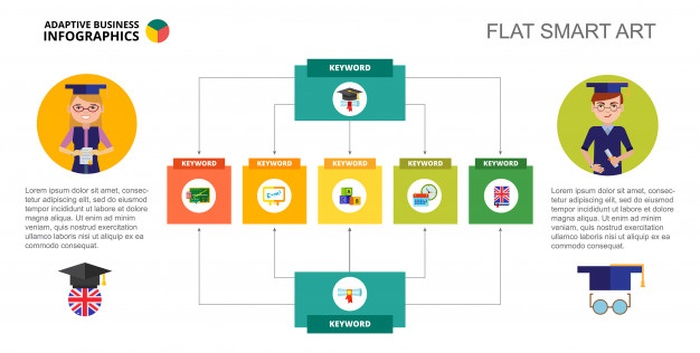 ADAPTIVE BUSINESS
INFOGRAPHICS
FLAT SMART ART
KEYWORD
KEYWORD
KEYWORD
KEYWORD
KEYWORD
KEYWORD
Lorem ipsum dolor sit amet, consec-
tetur adipiscing elit, sed do eiusmod
tempor incididunt ut labore et dolore
magna aliqua. Ut enim ad minim
veniam, quis nostrud exercitation
ullamco laboris nisi ut aliquip ex ea
commodo consequat.
Lorem ipsum dolor sit amet, consec-
tetur adipiscing elit, sed do eiusmod
tempor incididunt ut labore et dolore
magna aliqua. Ut enim ad minim
veniam, quis nostrud exercitation
ullamco laboris nisi ut aliquip ex ea
commodo consequat.
KEYWORD